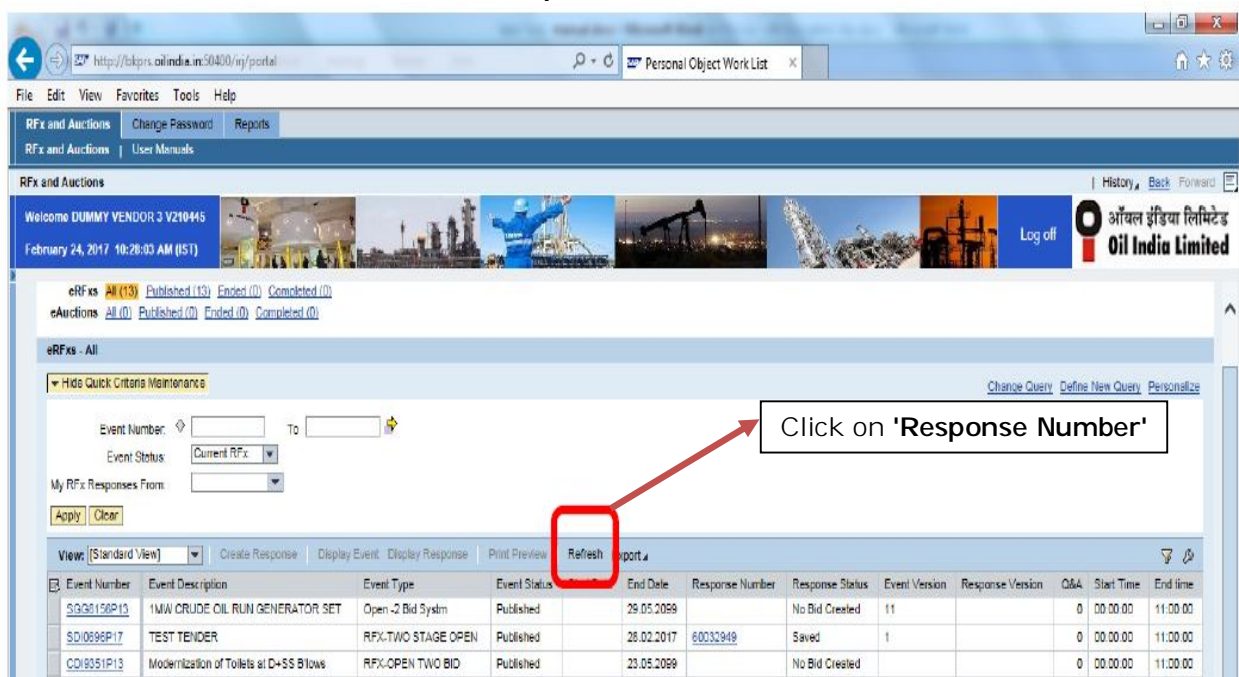 http://bkprs.oilindia.in:50400/irj/portal
Personal Object Work List
File Edit View Favorites Tools Help
RFx and Auctions Change Password Reports
RFx and Auctions | User Manuals
RFx and Auctions | History Back Forward
Welcome DUMMY VENDOR 3 V210445
February 24, 2017 10:28:03 AM (IST)
Log off
ऑयल इंडिया लिमिटेड
Oil India Limited
eRFxs All (13) Published (13) Ended (0) Completed (0)
eAuctions All (0) Published (0) Ended (0) Completed (0)
eRFxs - All
Hide Quick Criteria Maintenance Change Query Define New Query Personalize
Event Number: To
Click on 'Response Number'
Event Status: Current RFx
My RFx Responses From:
Apply Clear
View: [Standard View] Create Response Display Event Display Response Print Preview Refresh Export
Event Number Event Description Event Type Event Status End Date Response Number Response Status Event Version Response Version Q&A Start Time End time
SGG6156P13 1MW CRUDE OIL RUN GENERATOR SET Open -2 Bid Systm Published 29.05.2099 No Bid Created 11 0 00:00:00 11:00:00
SDI0696P17 TEST TENDER RFX-TWO STAGE OPEN Published 28.02.2017 60032949 Saved 1 0 00:00:00 11:00:00
CDI9351P13 Modernization of Toilets at D+SS B'lows RFX-OPEN TWO BID Published 23.05.2099 No Bid Created 0 00:00:00 11:00:00